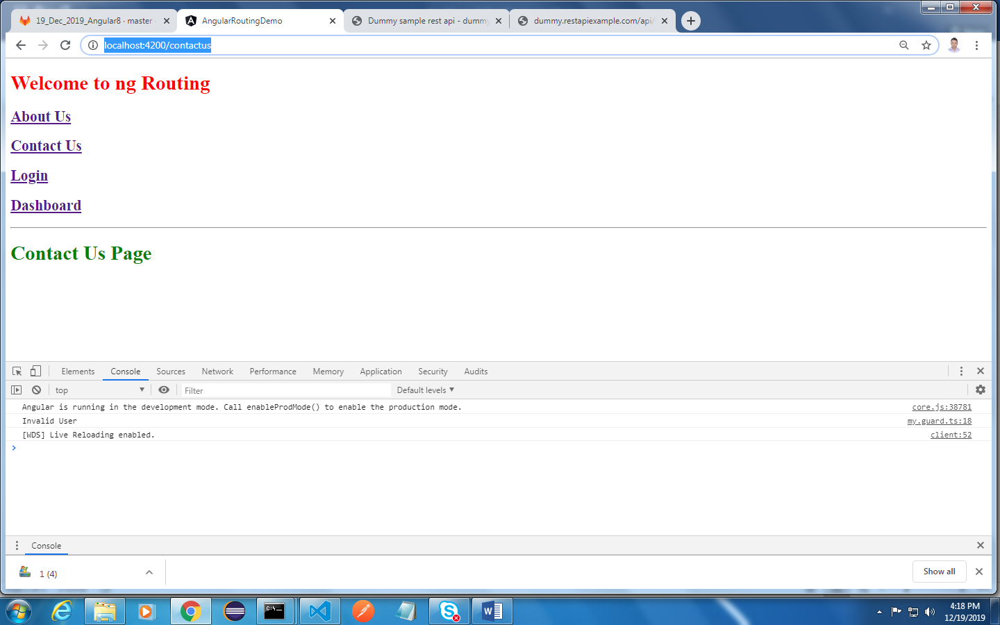 19_Dec_2019_Angular8 · master
AngularRoutingDemo
Dummy sample rest api - dummy
dummy.restapiexample.com/api/
localhost:4200/contactus
Welcome to ng Routing
About Us
Contact Us
Login
Dashboard
Contact Us Page
Elements Console Sources Network Performance Memory Application Security Audits
top Filter Default levels
Angular is running in the development mode. Call enableProdMode() to enable the production mode. core.js:38781
Invalid User my.guard.ts:18
[WDS] Live Reloading enabled. client:52
Console
1 (4)
Show all
C:\_
4:18 PM
12/19/2019